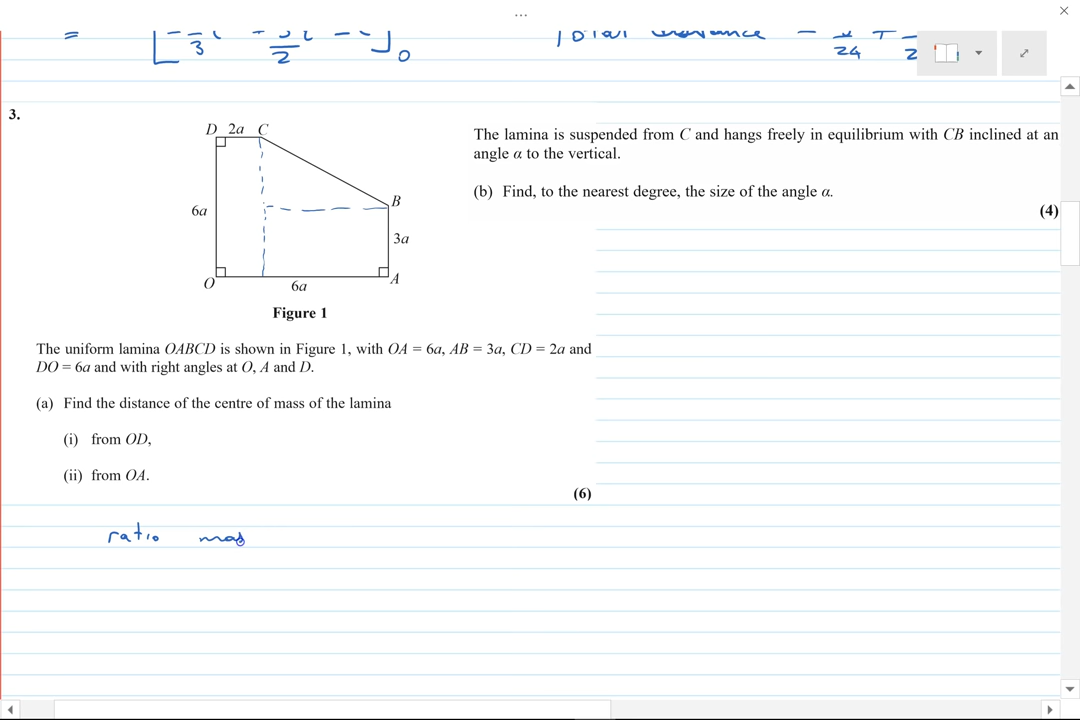 3.
D 2a C
B
6a
3a
O
6a
A
Figure 1
The uniform lamina OABCD is shown in Figure 1, with OA = 6a, AB = 3a, CD = 2a and
DO = 6a and with right angles at O, A and D.
(a) Find the distance of the centre of mass of the lamina
(i) from OD,
(ii) from OA.
(6)
The lamina is suspended from C and hangs freely in equilibrium with CB inclined at an
angle α to the vertical.
(b) Find, to the nearest degree, the size of the angle α.
(4)
ratio mas